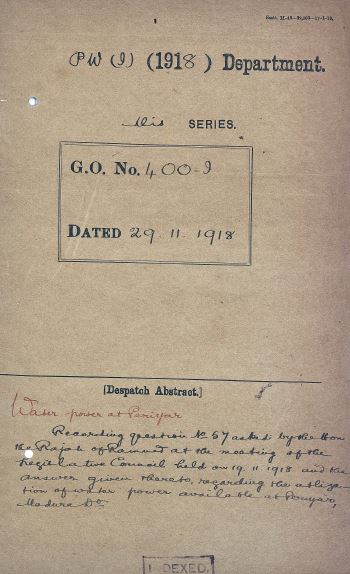 PW (I) (1918) Department.
Mis SERIES.
G.O. No. 400-I
DATED 29. 11. 1918
[Despatch Abstract.]
Water power at Periyar
Recording question No 67 asked by the Hon
the Rajah of Ramnad at the meeting of the
Legislative Council held on 19. 11 1918 and the
answer given thereto, regarding the utiliza-
tion of water power available at Periyar,
Madura Dt.
INDEXED.